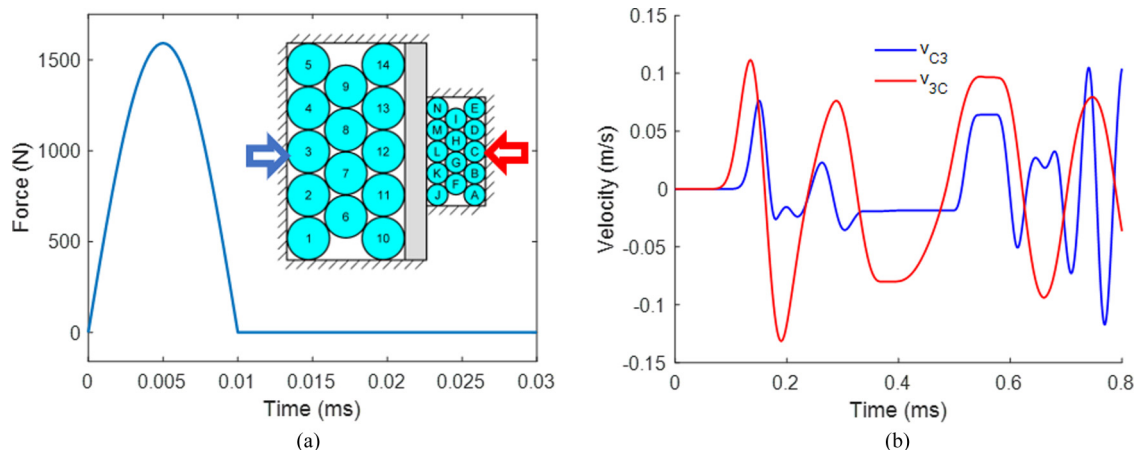 1500
1000
500
0
Force (N)
0
0.005
0.01
0.015
0.02
0.025
0.03
Time (ms)
5
14
9
4
13
8
3
12
7
2
11
6
1
10
N
E
I
M
D
H
L
C
G
K
B
F
J
A
(a)
0.15
0.1
0.05
0
-0.05
-0.1
-0.15
Velocity (m/s)
vC3
v3C
0
0.2
0.4
0.6
0.8
Time (ms)
(b)